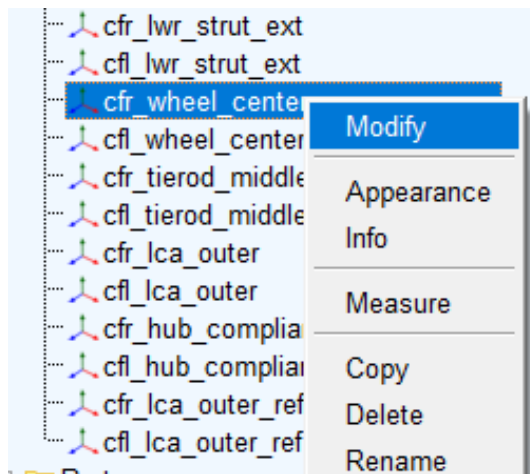 cfr_lwr_strut_ext
cfl_lwr_strut_ext
cfr_wheel_center
cfl_wheel_center
cfr_tierod_middle
cfl_tierod_middle
cfr_lca_outer
cfl_lca_outer
cfr_hub_complia
cfl_hub_complia
cfr_lca_outer_ref
cfl_lca_outer_ref
Modify
Appearance
Info
Measure
Copy
Delete
Rename